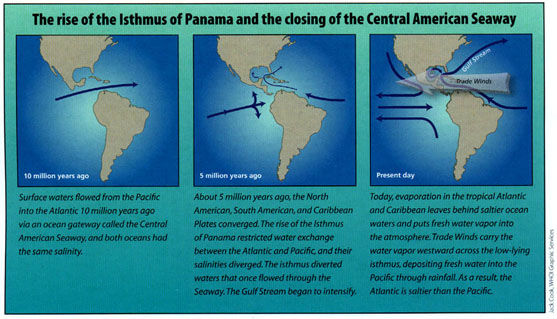 The rise of the Isthmus of Panama and the closing of the Central American Seaway
10 million years ago
Surface waters flowed from the Pacific
into the Atlantic 10 million years ago
via an ocean gateway called the Central
American Seaway, and both oceans had
the same salinity.
5 million years ago
About 5 million years ago, the North
American, South American, and Caribbean
Plates converged. The rise of the Isthmus
of Panama restricted water exchange
between the Atlantic and Pacific, and their
salinities diverged. The isthmus diverted
waters that once flowed through the
Seaway. The Gulf Stream began to intensify.
Gulf Stream
Trade Winds
Present day
Today, evaporation in the tropical Atlantic
and Caribbean leaves behind saltier ocean
waters and puts fresh water vapor into
the atmosphere. Trade Winds carry the
water vapor westward across the low-lying
isthmus, depositing fresh water into the
Pacific through rainfall. As a result, the
Atlantic is saltier than the Pacific.
Jack Cook, WHOI Graphic Services